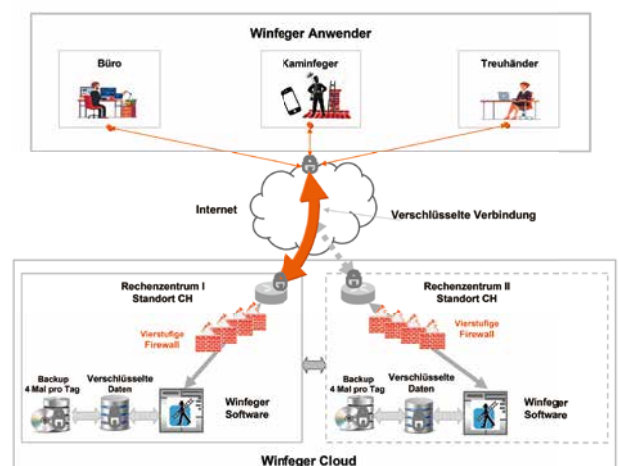 Winfeger Anwender
Büro
Kaminfeger
Treuhänder
Internet
Verschlüsselte Verbindung
Rechenzentrum I
Standort CH
Rechenzentrum II
Standort CH
Vierstufige
Firewall
Vierstufige
Firewall
Backup
4 Mal pro Tag
Verschlüsselte
Daten
Winfeger
Software
Backup
4 Mal pro Tag
Verschlüsselte
Daten
Winfeger
Software
Winfeger Cloud